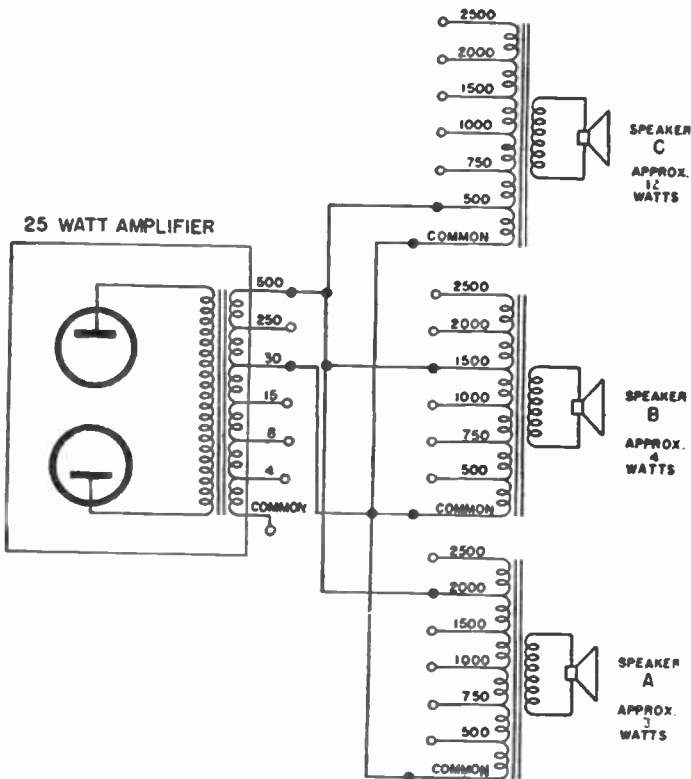 2500
2000
1500
1000
750
500
COMMON
SPEAKER
C
APPROX.
12
WATTS
25 WATT AMPLIFIER
500
250
30
15
8
4
COMMON
2500
2000
1500
1000
750
500
COMMON
SPEAKER
B
APPROX.
4
WATTS
2500
2000
1500
1000
750
500
COMMON
SPEAKER
A
APPROX.
3
WATTS